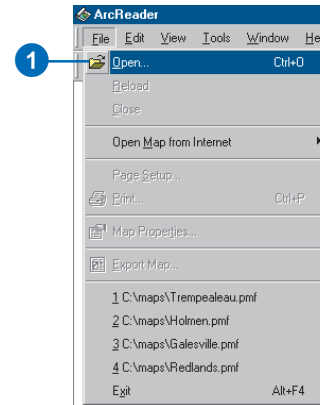 ArcReader
File Edit View Tools Window He
1
Open... Ctrl+O
Reload
Close
Open Map from Internet
Page Setup...
Print... Ctrl+P
Map Properties...
Export Map...
1 C:\maps\Trempealeau.pmf
2 C:\maps\Holmen.pmf
3 C:\maps\Galesville.pmf
4 C:\maps\Redlands.pmf
Exit Alt+F4